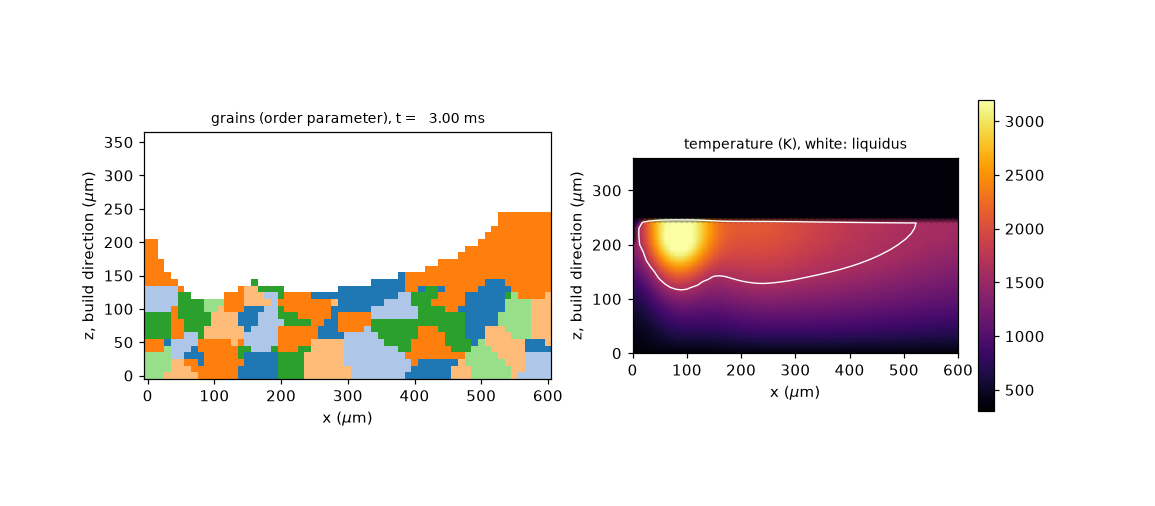 grains (order parameter), t =   3.00 ms
z, build direction (μm)
350
300
250
200
150
100
50
0
0 100 200 300 400 500 600
x (μm)
temperature (K), white: liquidus
z, build direction (μm)
300
200
100
0
0 100 200 300 400 500 600
x (μm)
3000
2500
2000
1500
1000
500